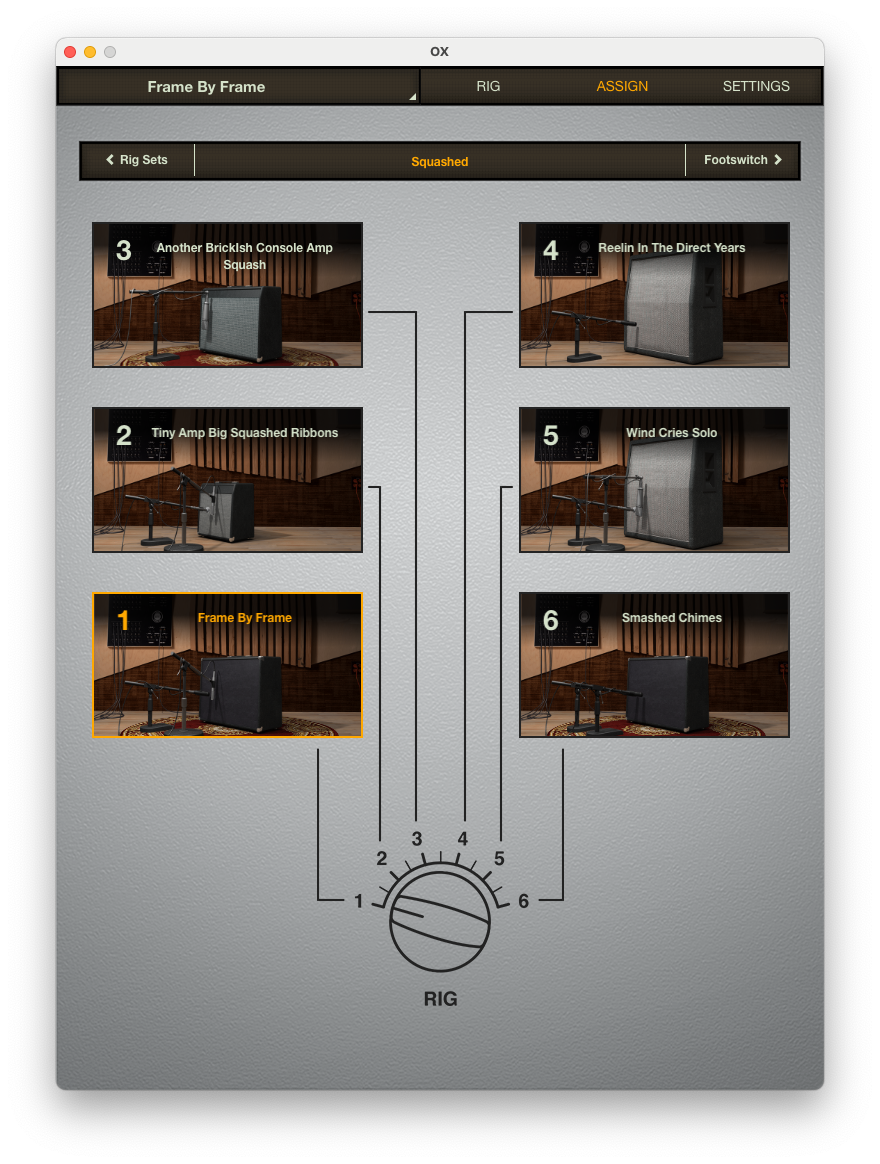 OX
Frame By Frame
RIG
ASSIGN
SETTINGS
Rig Sets
Squashed
Footswitch
3
Another BrickIsh Console Amp
Squash
4
Reelin In The Direct Years
2
Tiny Amp Big Squashed Ribbons
5
Wind Cries Solo
1
Frame By Frame
6
Smashed Chimes
3
4
2
5
1
6
RIG